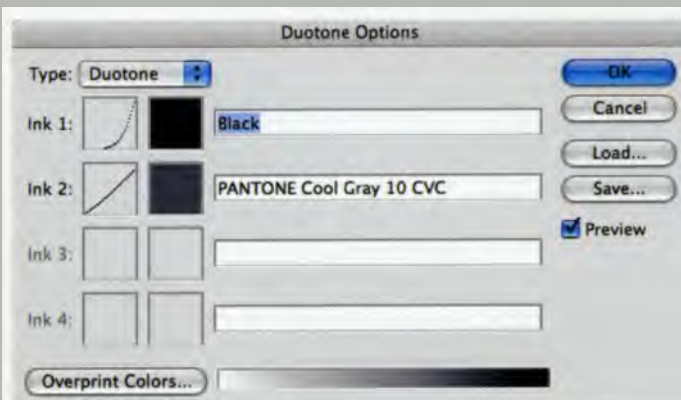 Duotone Options
Type: Duotone
OK
Ink 1: Black
Cancel
Load...
Ink 2: PANTONE Cool Gray 10 CVC
Save...
Preview
Ink 3:
Ink 4:
Overprint Colors...